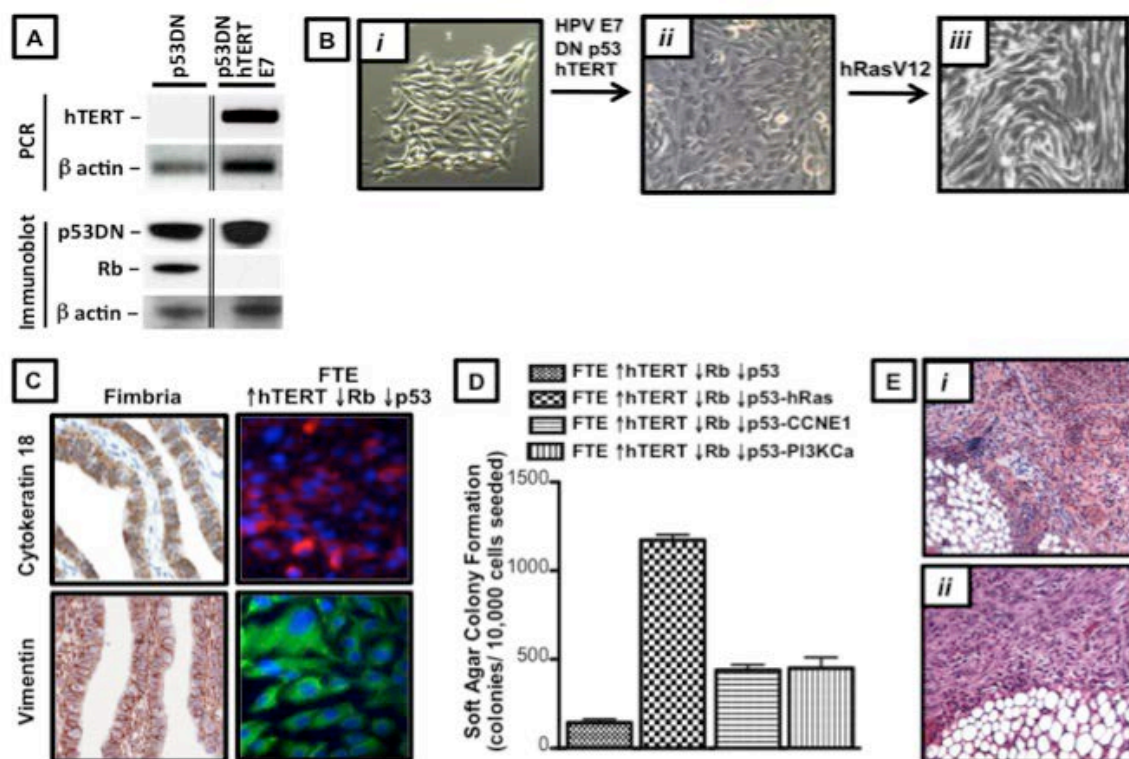 A
p53DN
p53DN
hTERT
E7
PCR
hTERT –
β actin –
Immunoblot
p53DN –
Rb –
β actin –
B
i
HPV E7
DN p53
hTERT
ii
hRasV12
iii
C
Fimbria
FTE
↑hTERT ↓Rb ↓p53
Cytokeratin 18
Vimentin
D
FTE ↑hTERT ↓Rb ↓p53
FTE ↑hTERT ↓Rb ↓p53-hRas
FTE ↑hTERT ↓Rb ↓p53-CCNE1
FTE ↑hTERT ↓Rb ↓p53-PI3KCa
Soft Agar Colony Formation
(colonies/ 10,000 cells seeded)
1500
1000
500
0
E
i
ii